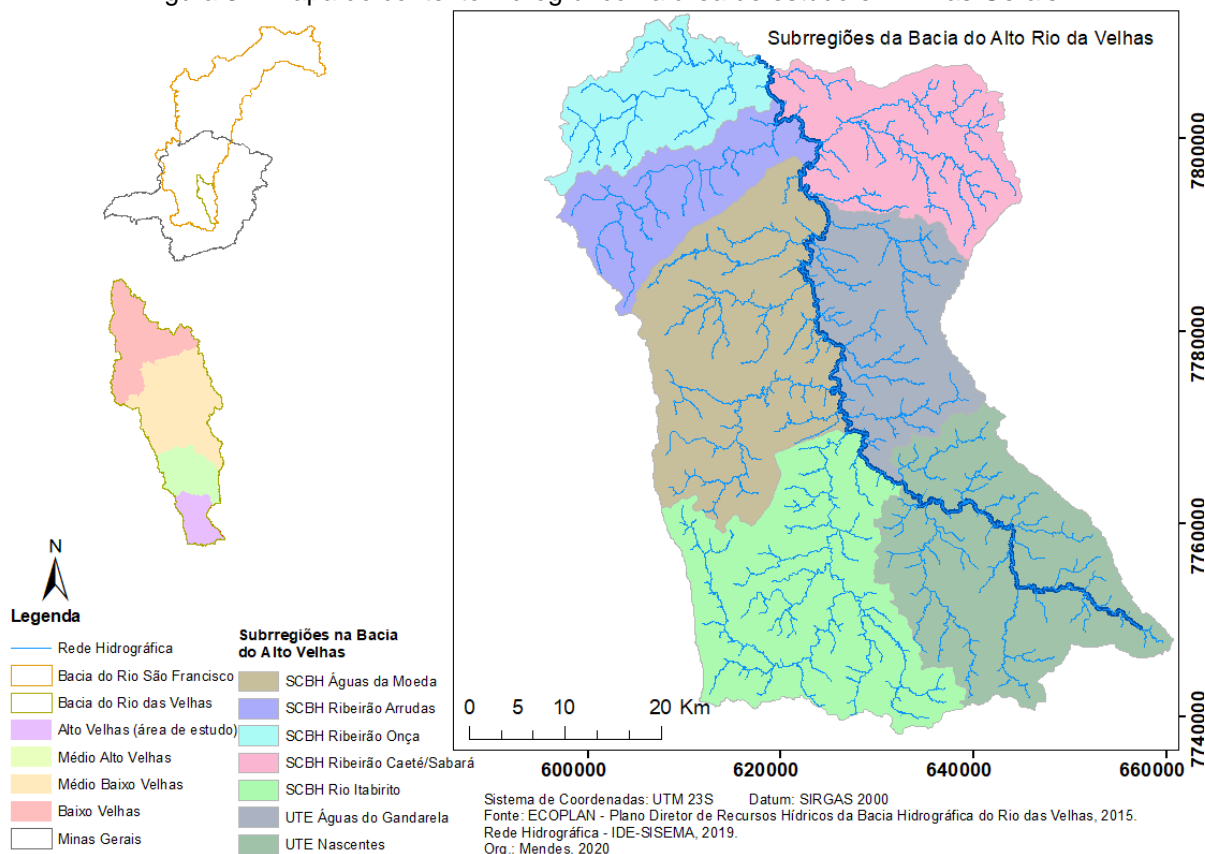 Subrregiões da Bacia do Alto Rio da Velhas
7800000
7780000
7760000
7740000
600000 620000 640000 660000
0 5 10 20 Km
N
Legenda
Rede Hidrográfica
Bacia do Rio São Francisco
Bacia do Rio das Velhas
Alto Velhas (área de estudo)
Médio Alto Velhas
Médio Baixo Velhas
Baixo Velhas
Minas Gerais
Subrregiões na Bacia
do Alto Velhas
SCBH Águas da Moeda
SCBH Ribeirão Arrudas
SCBH Ribeirão Onça
SCBH Ribeirão Caeté/Sabará
SCBH Rio Itabirito
UTE Águas do Gandarela
UTE Nascentes
Sistema de Coordenadas: UTM 23S Datum: SIRGAS 2000
Fonte: ECOPLAN - Plano Diretor de Recursos Hídricos da Bacia Hidrográfica do Rio das Velhas, 2015.
Rede Hidrográfica - IDE-SISEMA, 2019.
Org.: Mendes, 2020